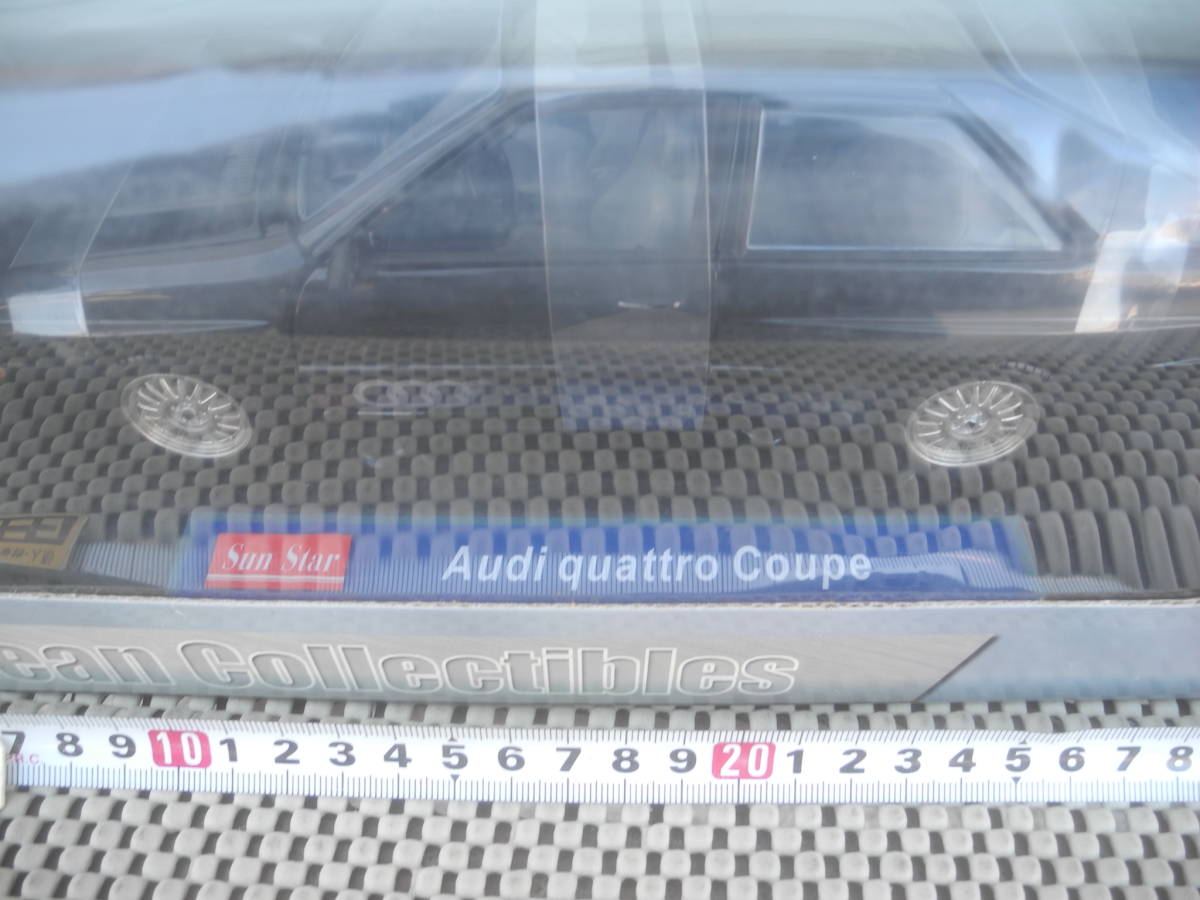 Sun Star
Audi quattro Coupe
ean Collectibles
7 8 9 10 1 2 3 4 5 6 7 8 9 20 1 2 3 4 5 6 7 8